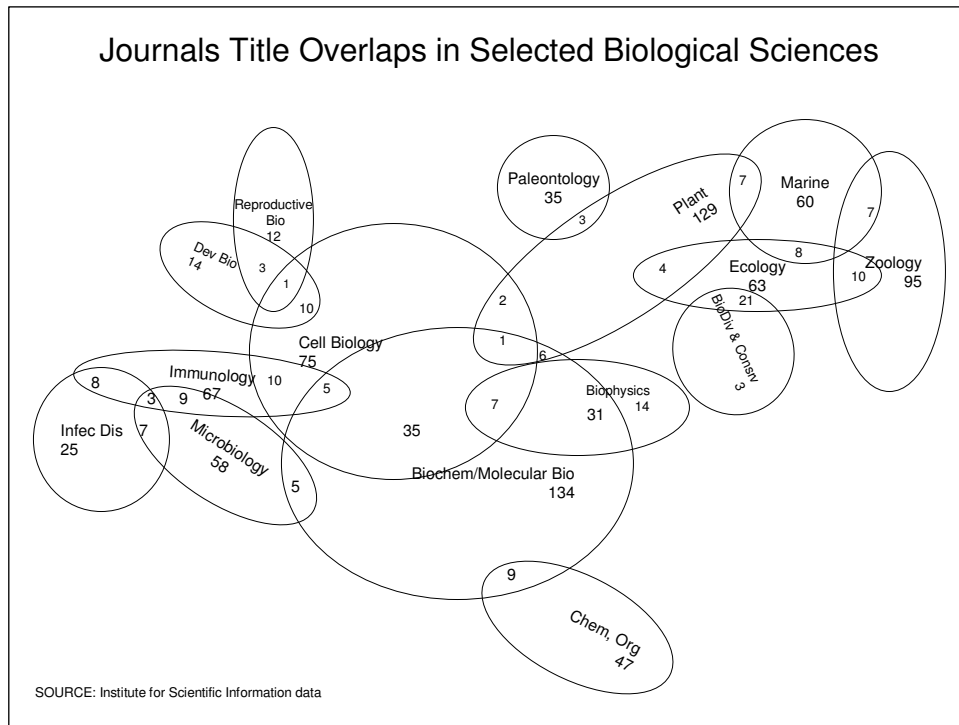 Journals Title Overlaps in Selected Biological Sciences
Paleontology
35
3
Plant
129
7
Marine
60
7
8
Reproductive
Bio
12
Dev Bio
14
3
1
10
4
Ecology
63
21
10
Zoology
95
BioDiv & Consrv
3
2
1
6
Cell Biology
75
Immunology
67
10
5
8
3
9
7
Infec Dis
25
Microbiology
58
5
35
7
Biophysics
31
14
Biochem/Molecular Bio
134
9
Chem, Org
47
SOURCE: Institute for Scientific Information data